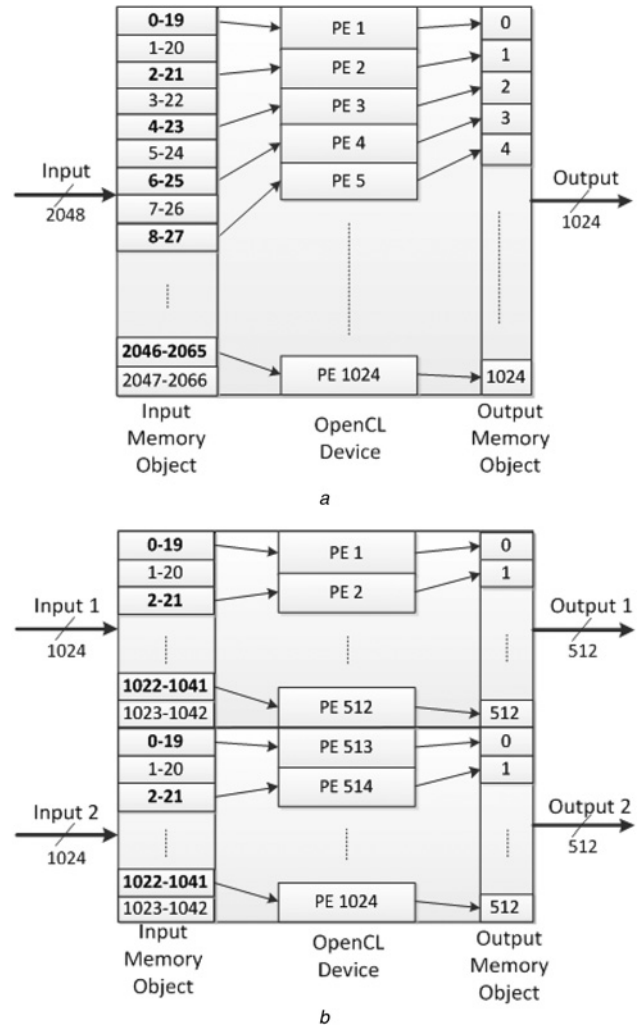 0-19
PE 1
0
1-20
2-21
PE 2
1
3-22
PE 3
2
4-23
PE 4
3
5-24
PE 5
4
6-25
7-26
8-27
Input
2048
Output
1024
2046-2065
2047-2066
PE 1024
1024
Input
Memory
Object
OpenCL
Device
Output
Memory
Object
a
0-19
PE 1
0
1-20
PE 2
1
2-21
Input 1
1024
Output 1
512
1022-1041
1023-1042
PE 512
512
0-19
PE 513
0
1-20
PE 514
1
2-21
Input 2
1024
Output 2
512
1022-1041
1023-1042
PE 1024
512
Input
Memory
Object
OpenCL
Device
Output
Memory
Object
b